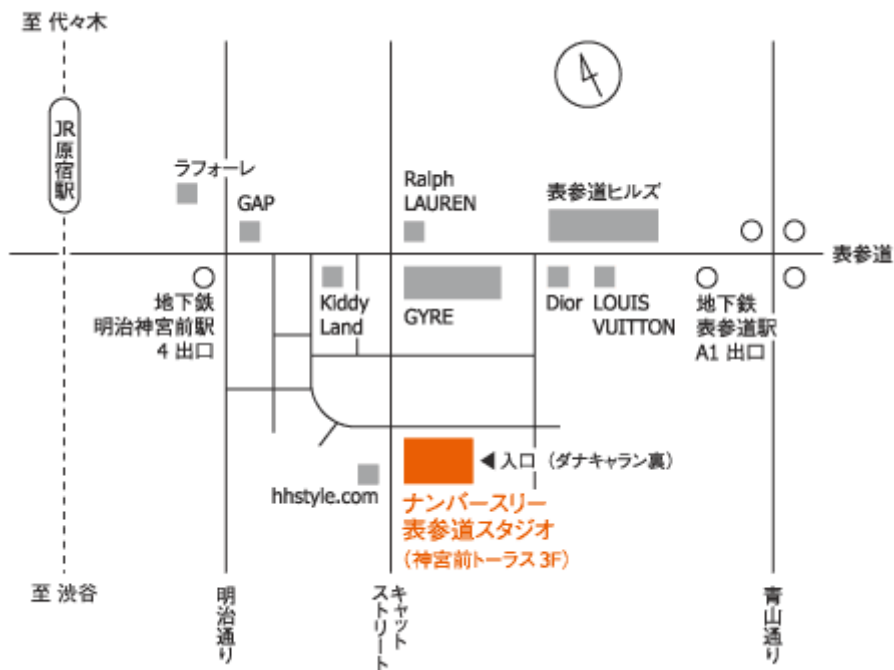 至 代々木
JR原宿駅
ラフォーレ
GAP
Ralph
LAUREN
表参道ヒルズ
表参道
地下鉄
明治神宮前駅
4 出口
Kiddy
Land
GYRE
Dior
LOUIS
VUITTON
地下鉄
表参道駅
A1 出口
hhstyle.com
◀入口（ダナキャラン裏）
ナンバースリー
表参道スタジオ
（神宮前トーラス 3F）
至 渋谷
明治通り
キャット
ストリート
青山通り